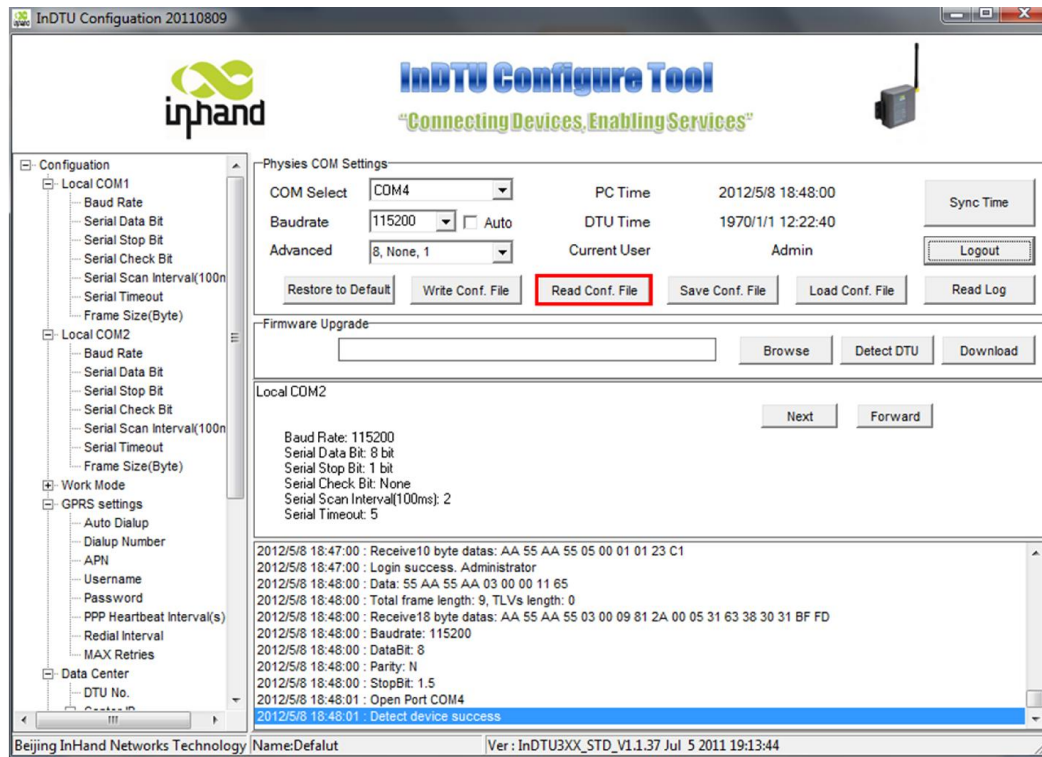 InDTU Configuation 20110809
inhand
InDTU Configure Tool
"Connecting Devices, Enabling Services"
Configuation
Local COM1
Baud Rate
Serial Data Bit
Serial Stop Bit
Serial Check Bit
Serial Scan Interval(100n
Serial Timeout
Frame Size(Byte)
Local COM2
Baud Rate
Serial Data Bit
Serial Stop Bit
Serial Check Bit
Serial Scan Interval(100n
Serial Timeout
Frame Size(Byte)
Work Mode
GPRS settings
Auto Dialup
Dialup Number
APN
Username
Password
PPP Heartbeat Interval(s)
Redial Interval
MAX Retries
Data Center
DTU No.
Physies COM Settings
COM Select COM4 PC Time 2012/5/8 18:48:00 Sync Time
Baudrate 115200 Auto DTU Time 1970/1/1 12:22:40
Advanced 8, None, 1 Current User Admin Logout
Restore to Default Write Conf. File Read Conf. File Save Conf. File Load Conf. File Read Log
Firmware Upgrade
Browse Detect DTU Download
Local COM2
Next Forward
Baud Rate: 115200
Serial Data Bit: 8 bit
Serial Stop Bit: 1 bit
Serial Check Bit: None
Serial Scan Interval(100ms): 2
Serial Timeout: 5
2012/5/8 18:47:00 : Receive10 byte datas: AA 55 AA 55 05 00 01 01 23 C1
2012/5/8 18:47:00 : Login success. Administrator
2012/5/8 18:48:00 : Data: 55 AA 55 AA 03 00 00 11 65
2012/5/8 18:48:00 : Total frame length: 9, TLVs length: 0
2012/5/8 18:48:00 : Receive18 byte datas: AA 55 AA 55 03 00 09 81 2A 00 05 31 63 38 30 31 BF FD
2012/5/8 18:48:00 : Baudrate: 115200
2012/5/8 18:48:00 : DataBit: 8
2012/5/8 18:48:00 : Parity: N
2012/5/8 18:48:00 : StopBit: 1.5
2012/5/8 18:48:01 : Open Port COM4
2012/5/8 18:48:01 : Detect device success
Beijing InHand Networks Technology Name:Defalut Ver : InDTU3XX_STD_V1.1.37 Jul 5 2011 19:13:44